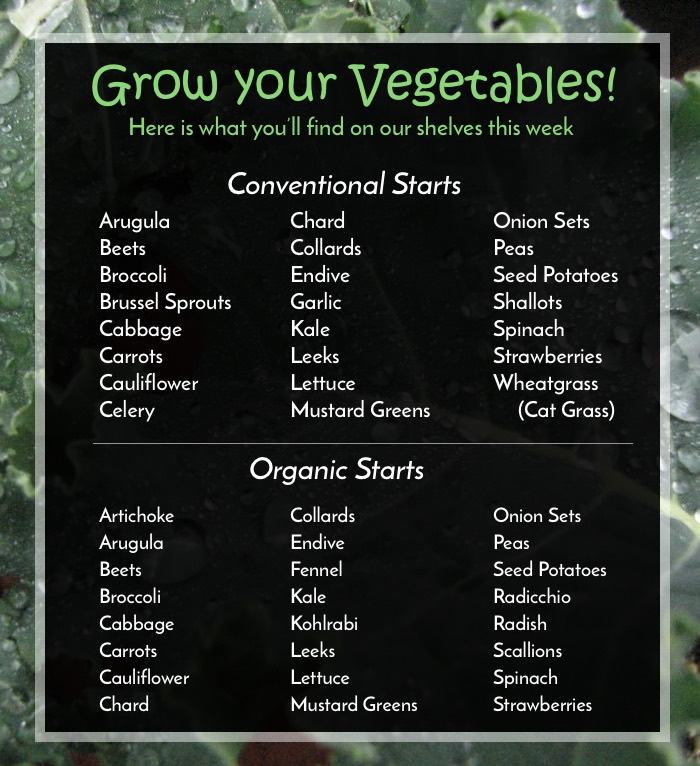 Grow your Vegetables!
Here is what you'll find on our shelves this week
Conventional Starts
Arugula
Beets
Broccoli
Brussel Sprouts
Cabbage
Carrots
Cauliflower
Celery
Chard
Collards
Endive
Garlic
Kale
Leeks
Lettuce
Mustard Greens
Onion Sets
Peas
Seed Potatoes
Shallots
Spinach
Strawberries
Wheatgrass
(Cat Grass)
Organic Starts
Artichoke
Arugula
Beets
Broccoli
Cabbage
Carrots
Cauliflower
Chard
Collards
Endive
Fennel
Kale
Kohlrabi
Leeks
Lettuce
Mustard Greens
Onion Sets
Peas
Seed Potatoes
Radicchio
Radish
Scallions
Spinach
Strawberries